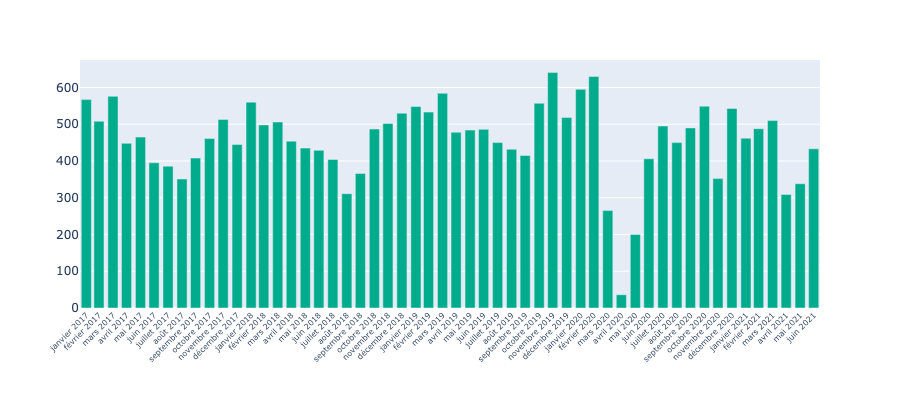 600
500
400
300
200
100
0
janvier 2017
février 2017
mars 2017
avril 2017
mai 2017
juin 2017
juillet 2017
août 2017
septembre 2017
octobre 2017
novembre 2017
décembre 2017
janvier 2018
février 2018
mars 2018
avril 2018
mai 2018
juin 2018
juillet 2018
août 2018
septembre 2018
octobre 2018
novembre 2018
décembre 2018
janvier 2019
février 2019
mars 2019
avril 2019
mai 2019
juin 2019
juillet 2019
août 2019
septembre 2019
octobre 2019
novembre 2019
décembre 2019
janvier 2020
février 2020
mars 2020
avril 2020
mai 2020
juin 2020
juillet 2020
août 2020
septembre 2020
octobre 2020
novembre 2020
décembre 2020
janvier 2021
février 2021
mars 2021
avril 2021
mai 2021
juin 2021